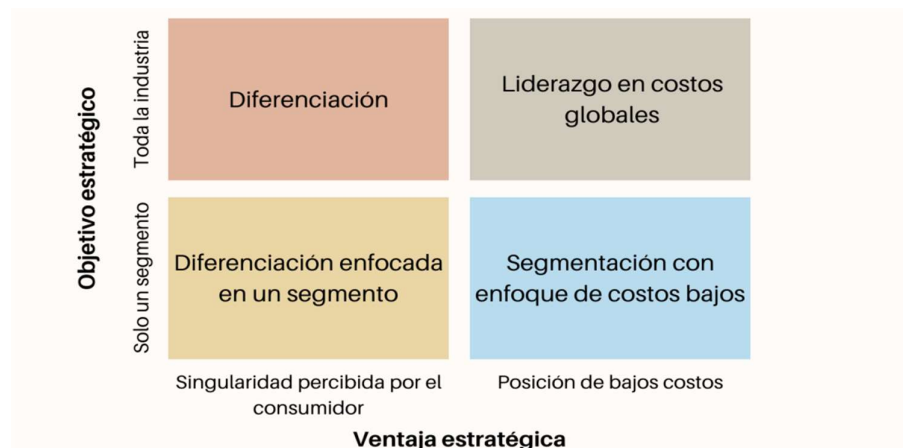 Objetivo estratégico
Toda la industria
Diferenciación
Liderazgo en costos
globales
Solo un segmento
Diferenciación enfocada
en un segmento
Segmentación con
enfoque de costos bajos
Singularidad percibida por el
consumidor
Posición de bajos costos
Ventaja estratégica